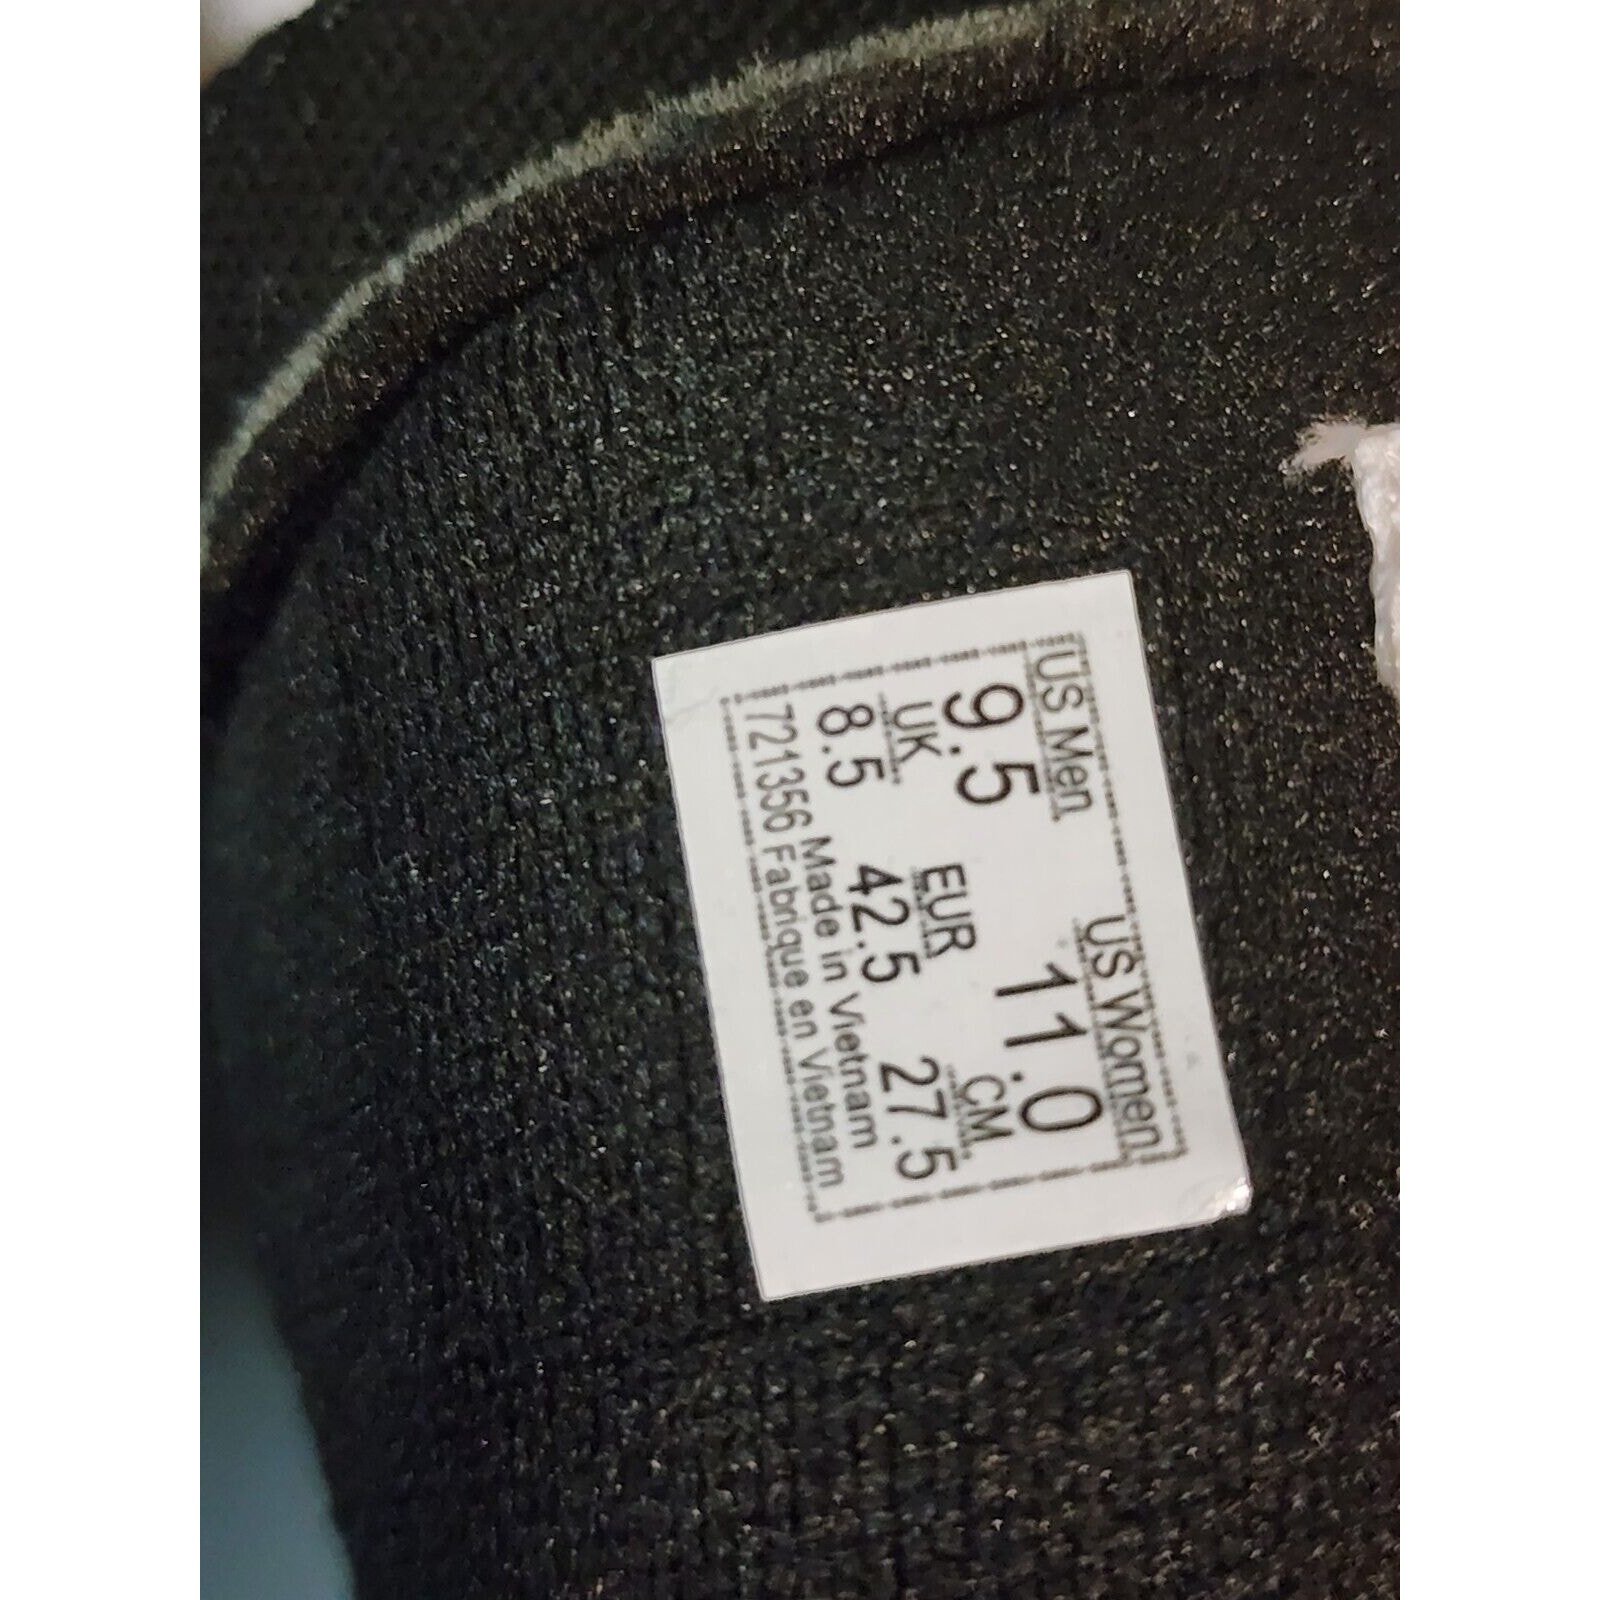 US Men US Women
9.5 11.0
UK EUR CM
8.5 42.5 27.5
Made in Vietnam
721356 Fabrique en Vietnam